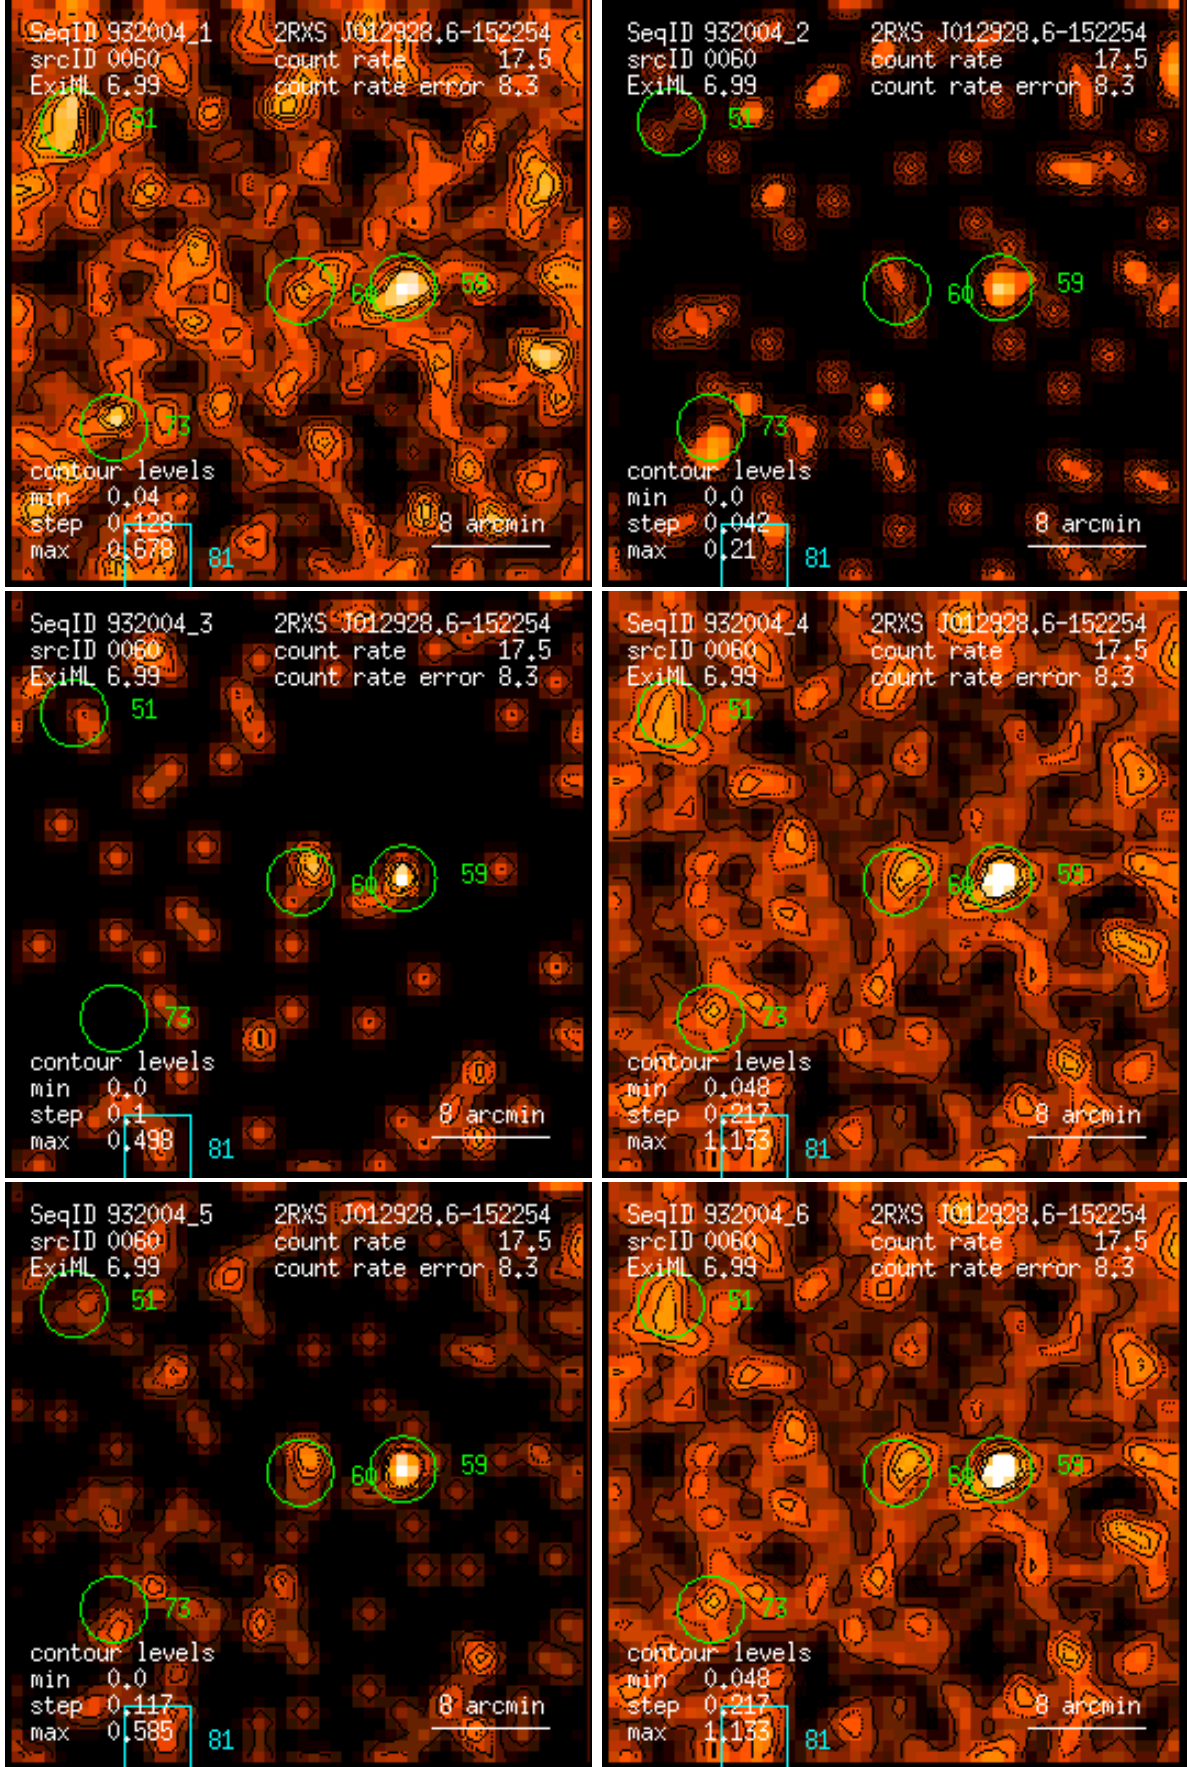 SeqID 932004_1 2RXS J012928.6-152254
srcID 0060 count rate 17.5
ExiML 6.99 count rate error 8.3
51
60 59
73
contour levels
min 0.04
step 0.128 8 arcmin
max 0.678 81
SeqID 932004_2 2RXS J012928.6-152254
srcID 0060 count rate 17.5
ExiML 6.99 count rate error 8.3
51
60 59
73
contour levels
min 0.0
step 0.042 8 arcmin
max 0.21 81
SeqID 932004_3 2RXS J012928.6-152254
srcID 0060 count rate 17.5
ExiML 6.99 count rate error 8.3
51
60 59
73
contour levels
min 0.0
step 0.1 8 arcmin
max 0.498 81
SeqID 932004_4 2RXS J012928.6-152254
srcID 0060 count rate 17.5
ExiML 6.99 count rate error 8.3
51
60 59
73
contour levels
min 0.048
step 0.217 8 arcmin
max 1.133 81
SeqID 932004_5 2RXS J012928.6-152254
srcID 0060 count rate 17.5
ExiML 6.99 count rate error 8.3
51
60 59
73
contour levels
min 0.0
step 0.117 8 arcmin
max 0.585 81
SeqID 932004_6 2RXS J012928.6-152254
srcID 0060 count rate 17.5
ExiML 6.99 count rate error 8.3
51
60 59
73
contour levels
min 0.048
step 0.217 8 arcmin
max 1.133 81